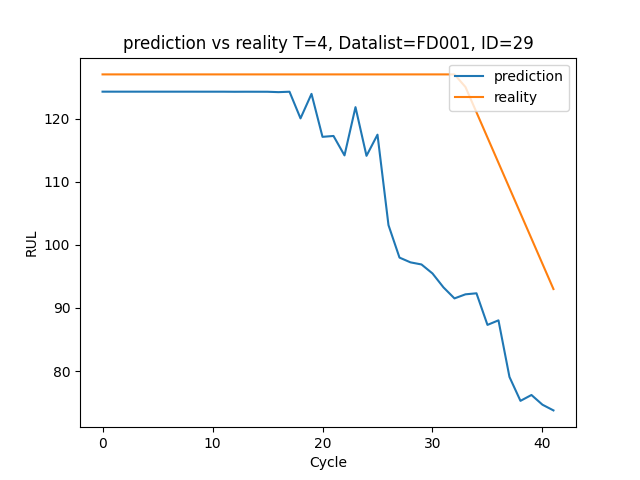 prediction vs reality T=4, Datalist=FD001, ID=29
prediction
reality
120
110
100
90
80
RUL
0 10 20 30 40
Cycle